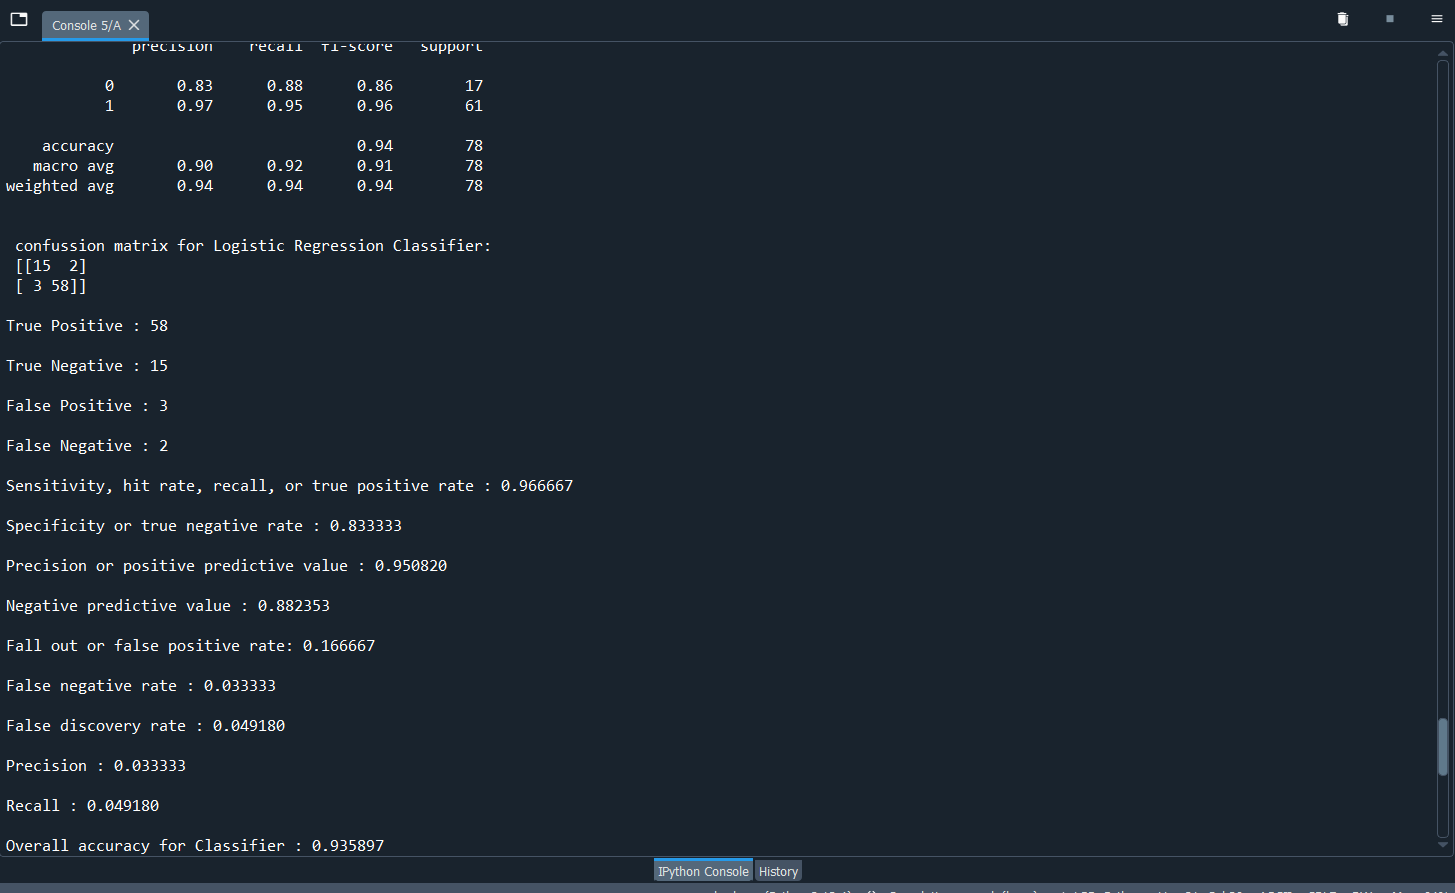 Console 5/A
precision recall f1-score support
0 0.83 0.88 0.86 17
1 0.97 0.95 0.96 61
accuracy 0.94 78
macro avg 0.90 0.92 0.91 78
weighted avg 0.94 0.94 0.94 78
confussion matrix for Logistic Regression Classifier:
[[15 2]
[ 3 58]]
True Positive : 58
True Negative : 15
False Positive : 3
False Negative : 2
Sensitivity, hit rate, recall, or true positive rate : 0.966667
Specificity or true negative rate : 0.833333
Precision or positive predictive value : 0.950820
Negative predictive value : 0.882353
Fall out or false positive rate: 0.166667
False negative rate : 0.033333
False discovery rate : 0.049180
Precision : 0.033333
Recall : 0.049180
Overall accuracy for Classifier : 0.935897
IPython Console History